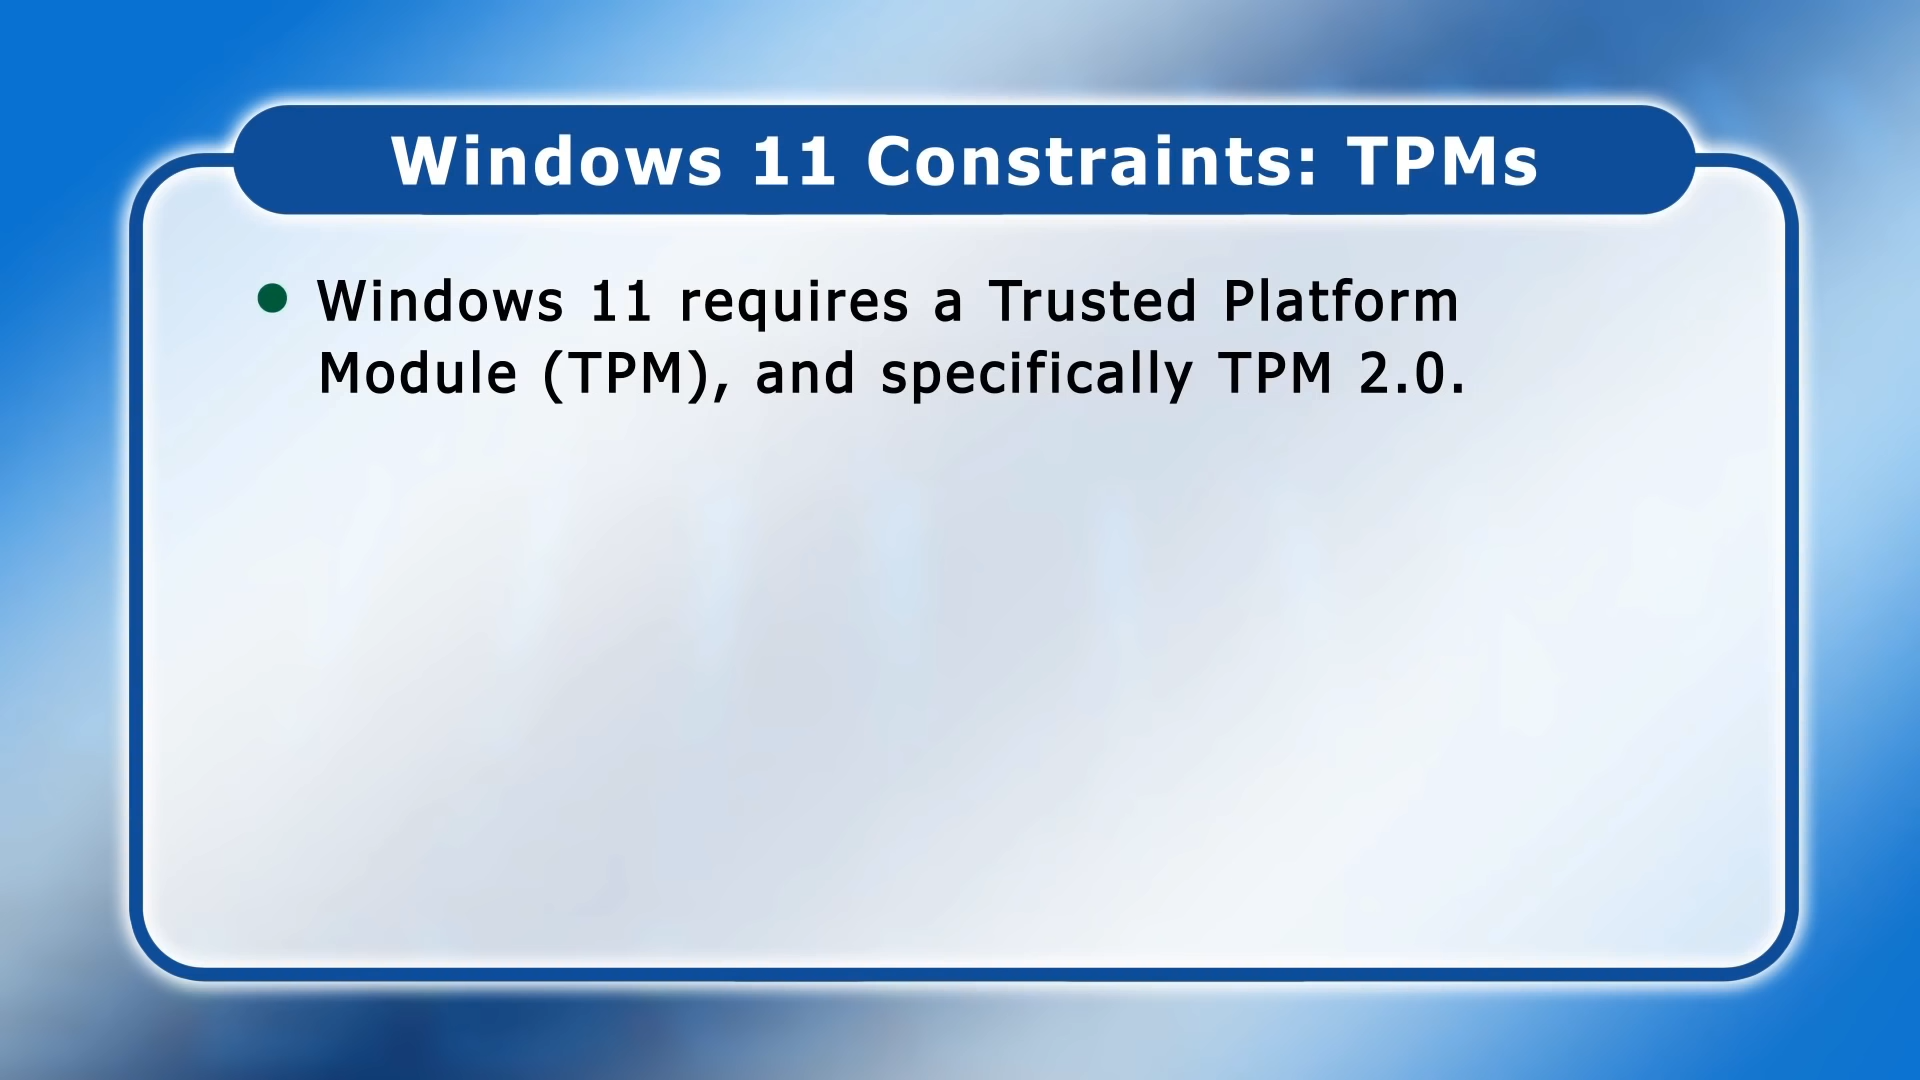 Windows 11 Constraints: TPMs
Windows 11 requires a Trusted Platform
Module (TPM), and specifically TPM 2.0.